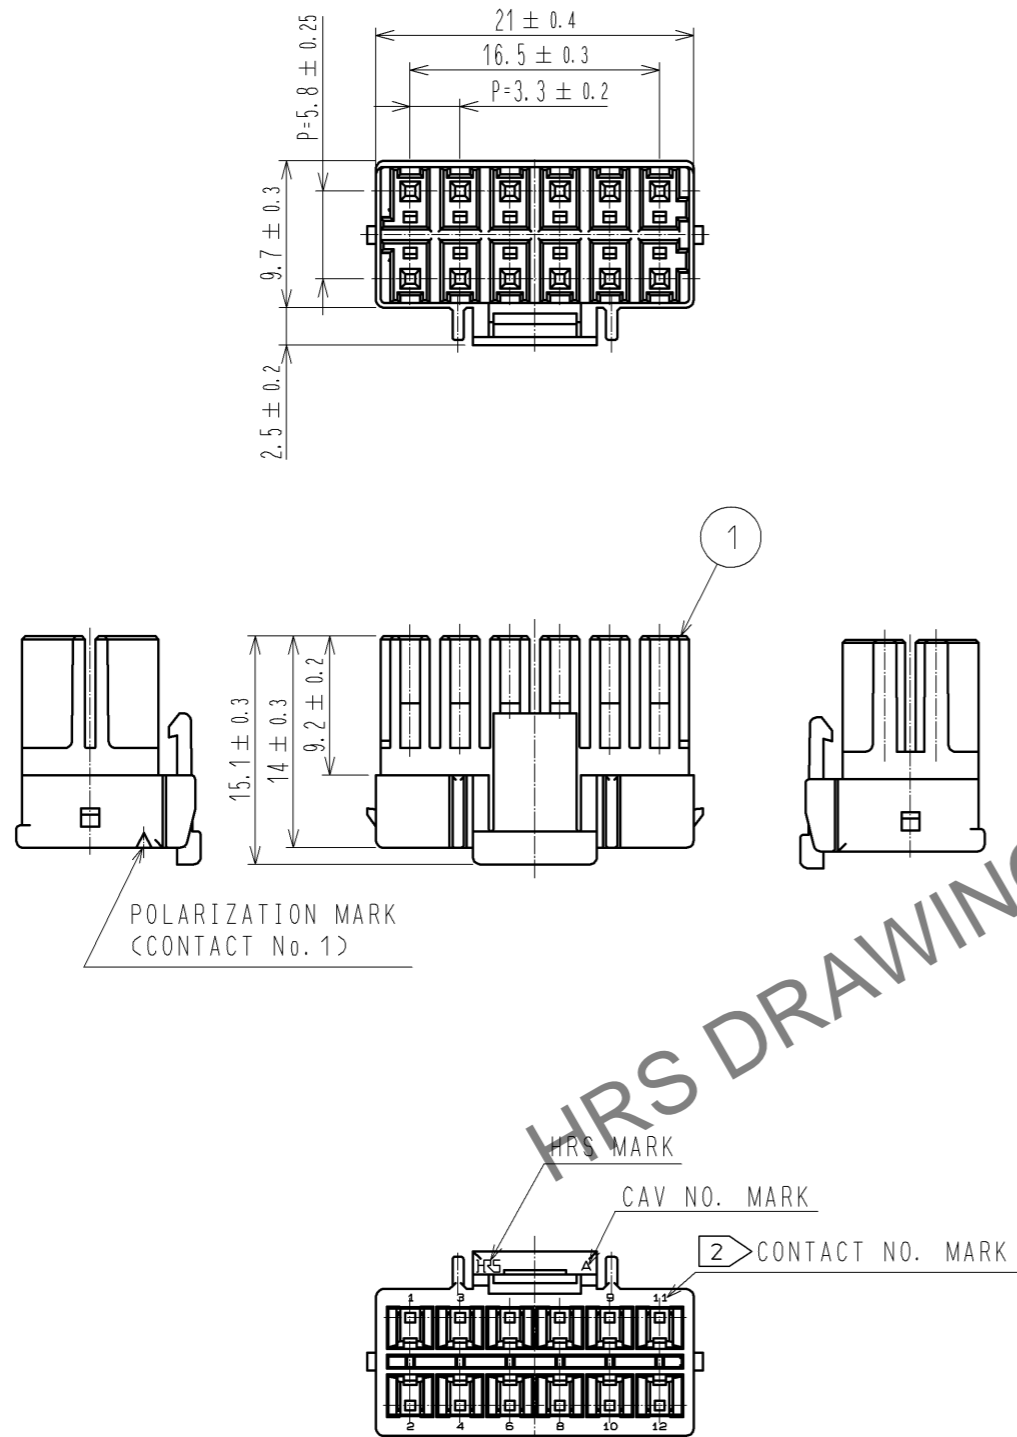 21 ± 0.4
16.5 ± 0.3
P=3.3 ± 0.2
P=5.8 ± 0.25
9.7 ± 0.3
2.5 ± 0.2
1
15.1 ± 0.3
14 ± 0.3
9.2 ± 0.2
POLARIZATION MARK
(CONTACT No.1)
HRS DRAWING
HRS MARK
CAV NO. MARK
2 CONTACT NO. MARK
HRS A
1 3 9 11
2 4 6 8 10 12